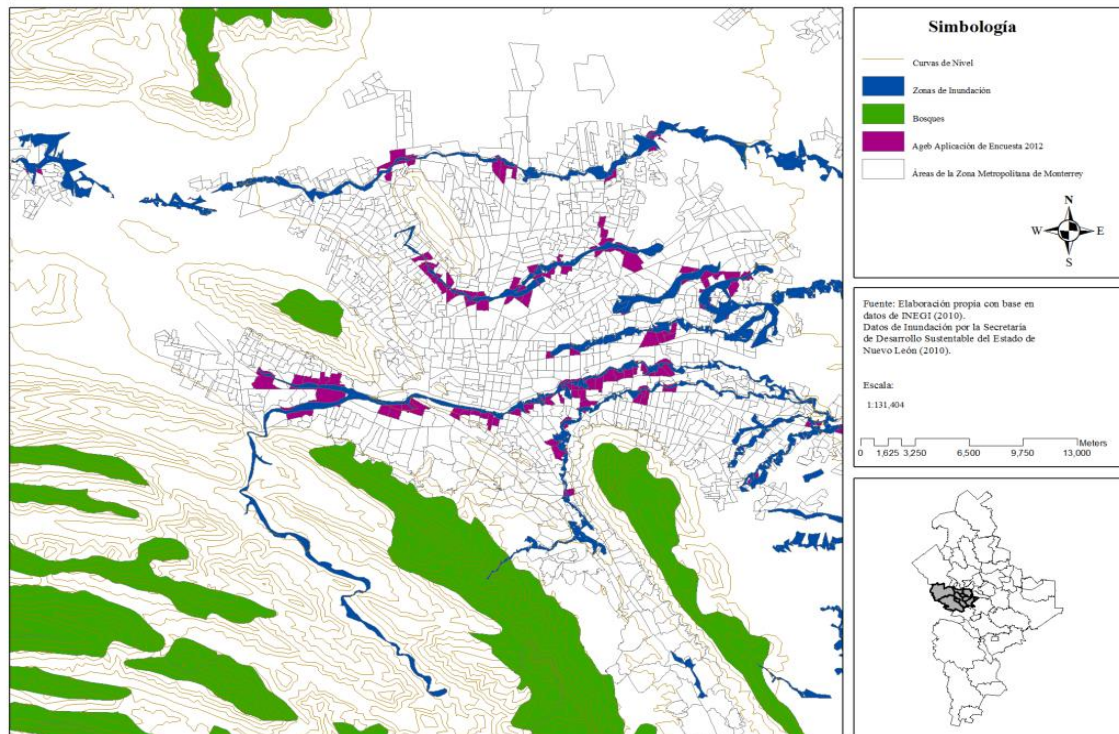 Simbología
Curvas de Nivel
Zonas de Inundación
Bosques
Ageb Aplicación de Encuesta 2012
Áreas de la Zona Metropolitana de Monterrey
N
W
E
S
Fuente: Elaboración propia con base en
datos de INEGI (2010).
Datos de Inundación por la Secretaría
de Desarrollo Sustentable del Estado de
Nuevo León (2010).
Escala:
1:131,404
Meters
0 1,625 3,250 6,500 9,750 13,000